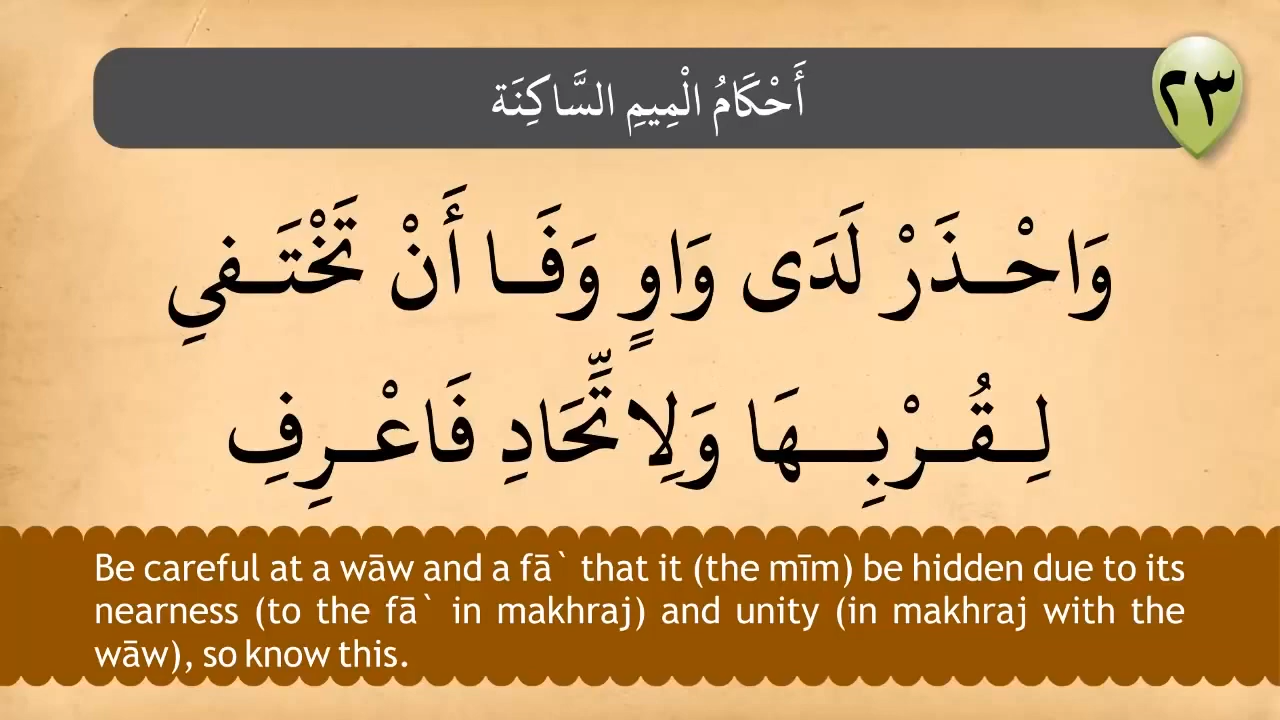 أَحْكَامُ الْمِيمِ السَّاكِنَة
٢٣
وَاحْـذَرْ لَدَى وَاوٍ وَفَـا أَنْ تَخْتَـفِي
لِـقُـرْبِـهَا وَلِاتِّحَادِ فَاعْـرِفِ
Be careful at a wāw and a fā` that it (the mīm) be hidden due to its
nearness (to the fā` in makhraj) and unity (in makhraj with the
wāw), so know this.